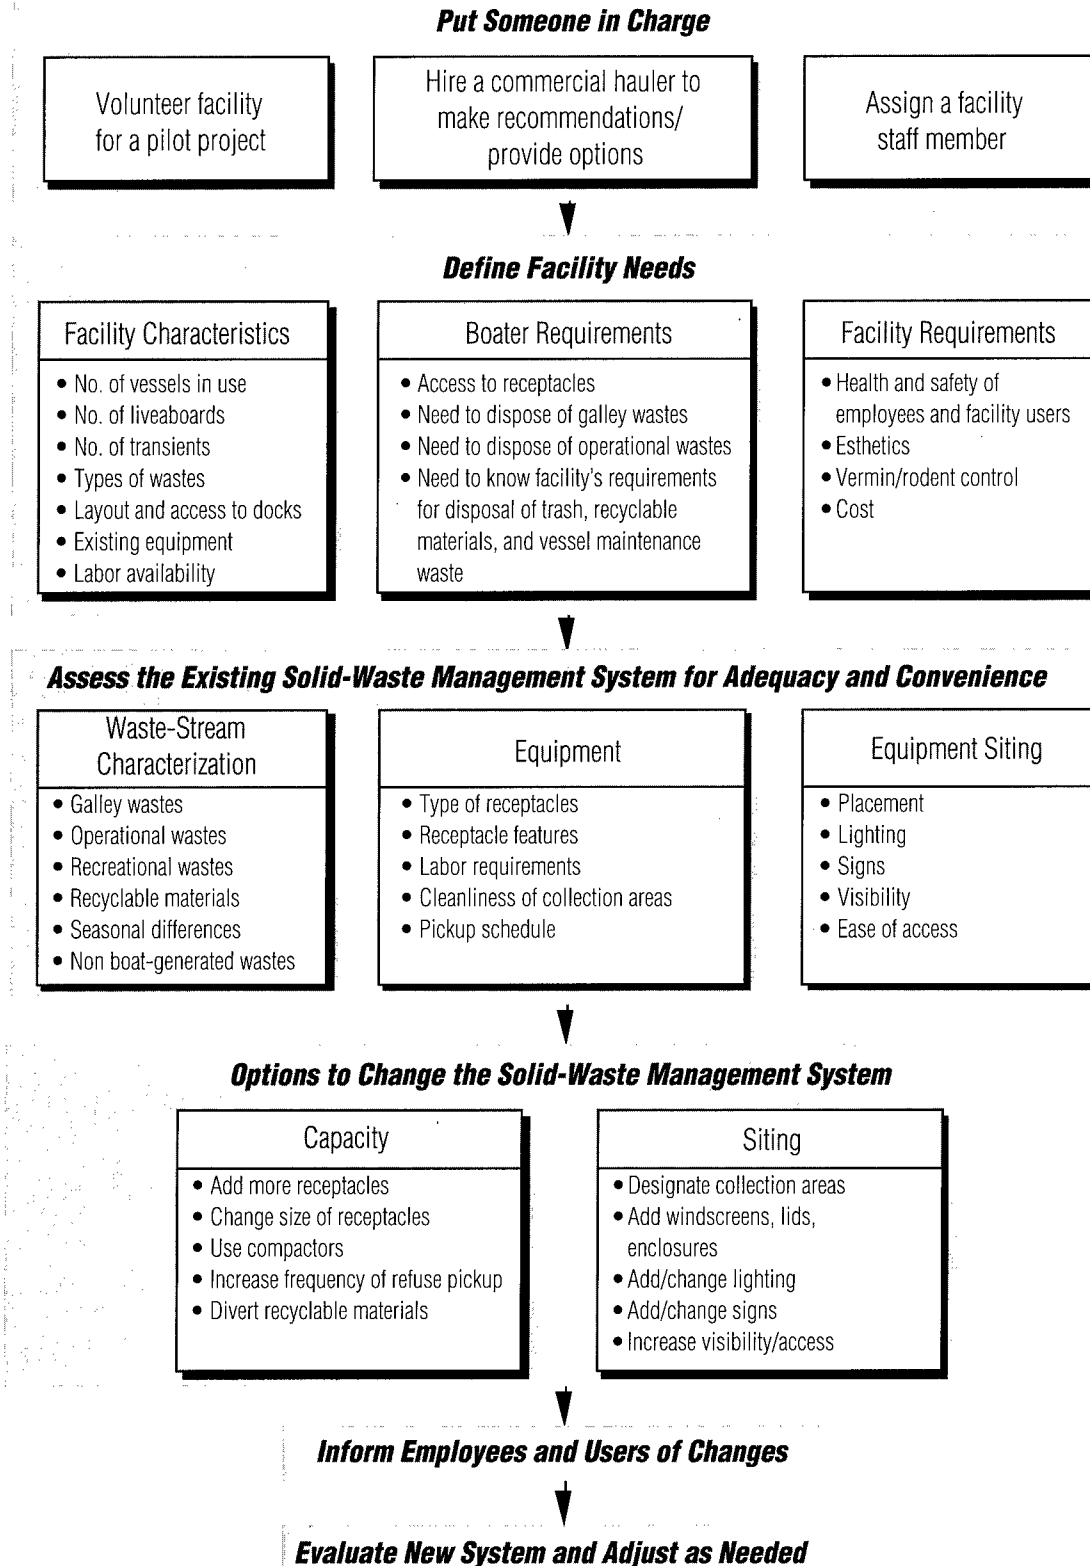 Put Someone in Charge
Volunteer facility
for a pilot project
Hire a commercial hauler to
make recommendations/
provide options
Assign a facility
staff member
Define Facility Needs
Facility Characteristics
• No. of vessels in use
• No. of liveaboards
• No. of transients
• Types of wastes
• Layout and access to docks
• Existing equipment
• Labor availability
Boater Requirements
• Access to receptacles
• Need to dispose of galley wastes
• Need to dispose of operational wastes
• Need to know facility's requirements
for disposal of trash, recyclable
materials, and vessel maintenance
waste
Facility Requirements
• Health and safety of
employees and facility users
• Esthetics
• Vermin/rodent control
• Cost
Assess the Existing Solid-Waste Management System for Adequacy and Convenience
Waste-Stream
Characterization
• Galley wastes
• Operational wastes
• Recreational wastes
• Recyclable materials
• Seasonal differences
• Non boat-generated wastes
Equipment
• Type of receptacles
• Receptacle features
• Labor requirements
• Cleanliness of collection areas
• Pickup schedule
Equipment Siting
• Placement
• Lighting
• Signs
• Visibility
• Ease of access
Options to Change the Solid-Waste Management System
Capacity
• Add more receptacles
• Change size of receptacles
• Use compactors
• Increase frequency of refuse pickup
• Divert recyclable materials
Siting
• Designate collection areas
• Add windscreens, lids,
enclosures
• Add/change lighting
• Add/change signs
• Increase visibility/access
Inform Employees and Users of Changes
Evaluate New System and Adjust as Needed